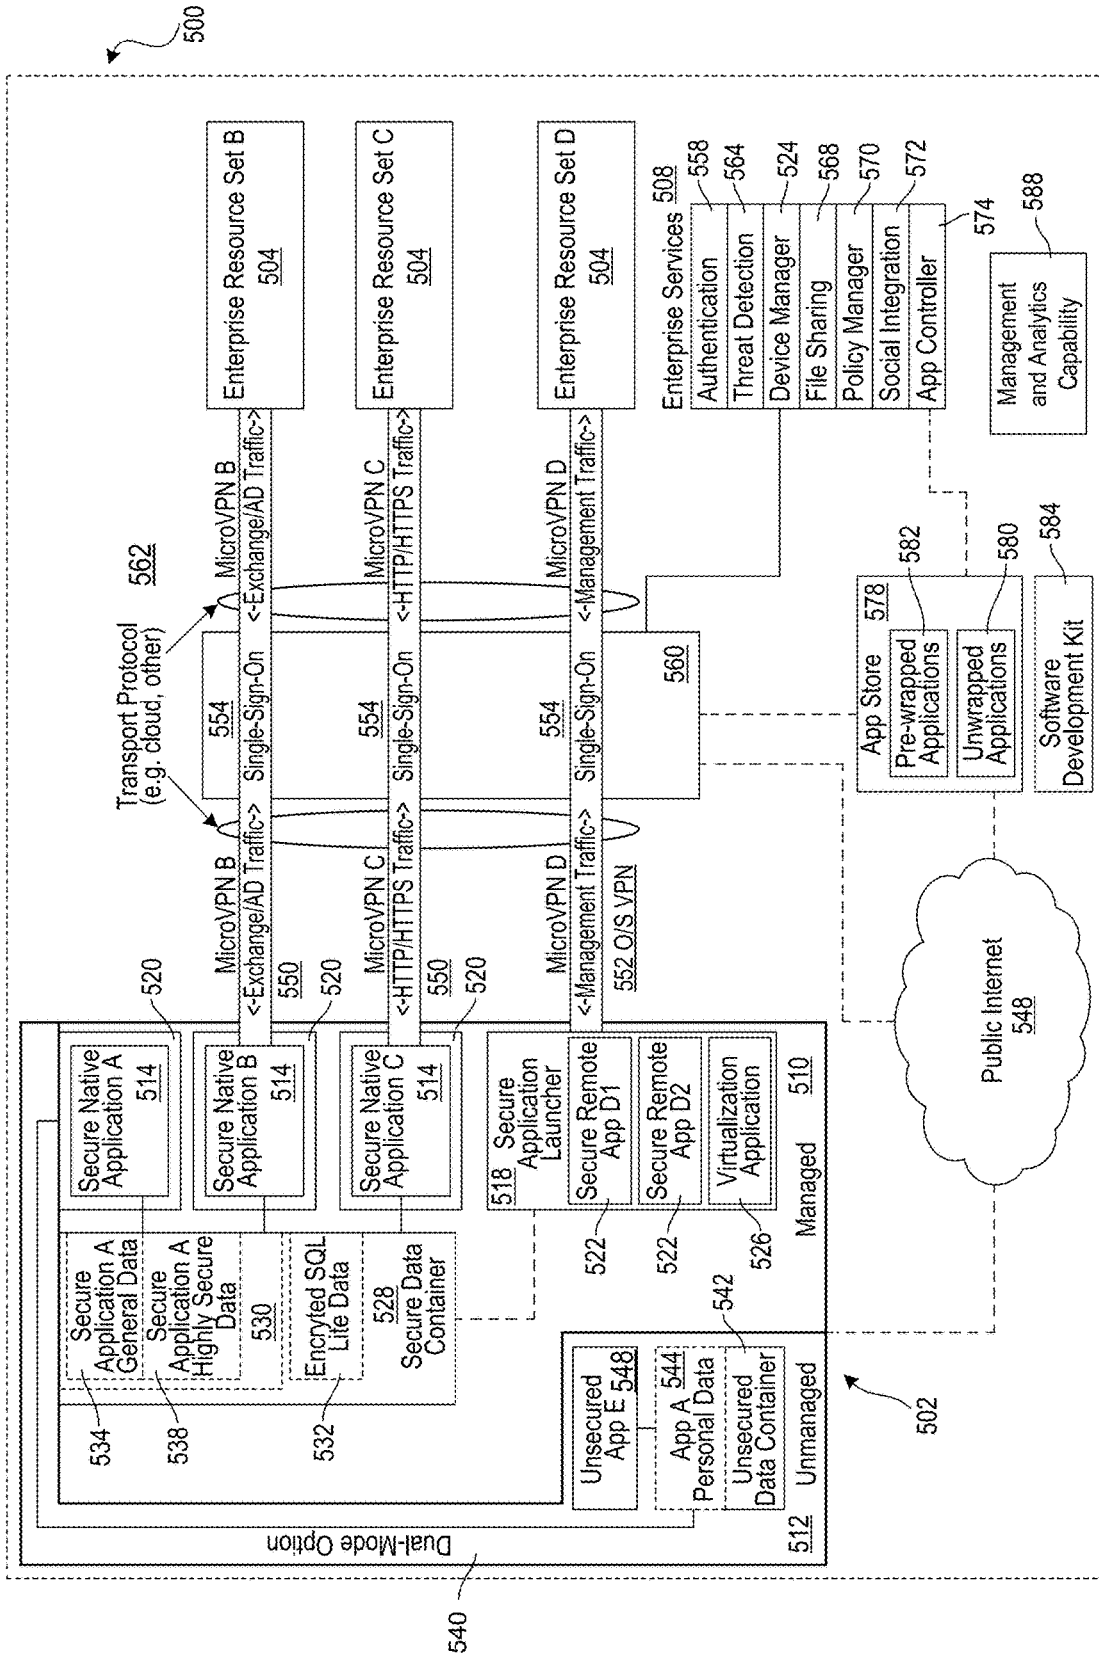 500
Transport Protocol
(e.g. cloud, other)
562
520
Secure Native
Application A
514
Secure
Application A
General Data
534
Secure
Application A
Highly Secure
Data
538
530
Secure Native
Application B
514
MicroVPN B
<-Exchange/AD Traffic->
550
520
554
Single-Sign-On
MicroVPN B
<-Exchange/AD Traffic->
Enterprise Resource Set B
504
Encryted SQL
Lite Data
532
528
Secure Data
Container
Secure Native
Application C
514
MicroVPN C
<-HTTP/HTTPS Traffic->
550
520
554
Single-Sign-On
MicroVPN C
<-HTTP/HTTPS Traffic->
Enterprise Resource Set C
504
518 Secure
Application
Launcher
Secure Remote
App D1
522
Secure Remote
App D2
522
Virtualization
Application
526
MicroVPN D
<-Management Traffic->
552 O/S VPN
554
Single-Sign-On
560
MicroVPN D
<-Management Traffic->
Enterprise Resource Set D
504
Managed
510
Dual-Mode Option
540
Unsecured
App E 548
544
App A
Personal Data
Unsecured
Data Container
542
512
Unmanaged
502
Enterprise Services
508
Authentication
558
Threat Detection
564
Device Manager
524
File Sharing
568
Policy Manager
570
Social Integration
572
App Controller
574
Public Internet
548
App Store
578
Pre-wrapped
Applications
582
Unwrapped
Applications
580
Software
Development Kit
584
Management
and Analytics
Capability
588